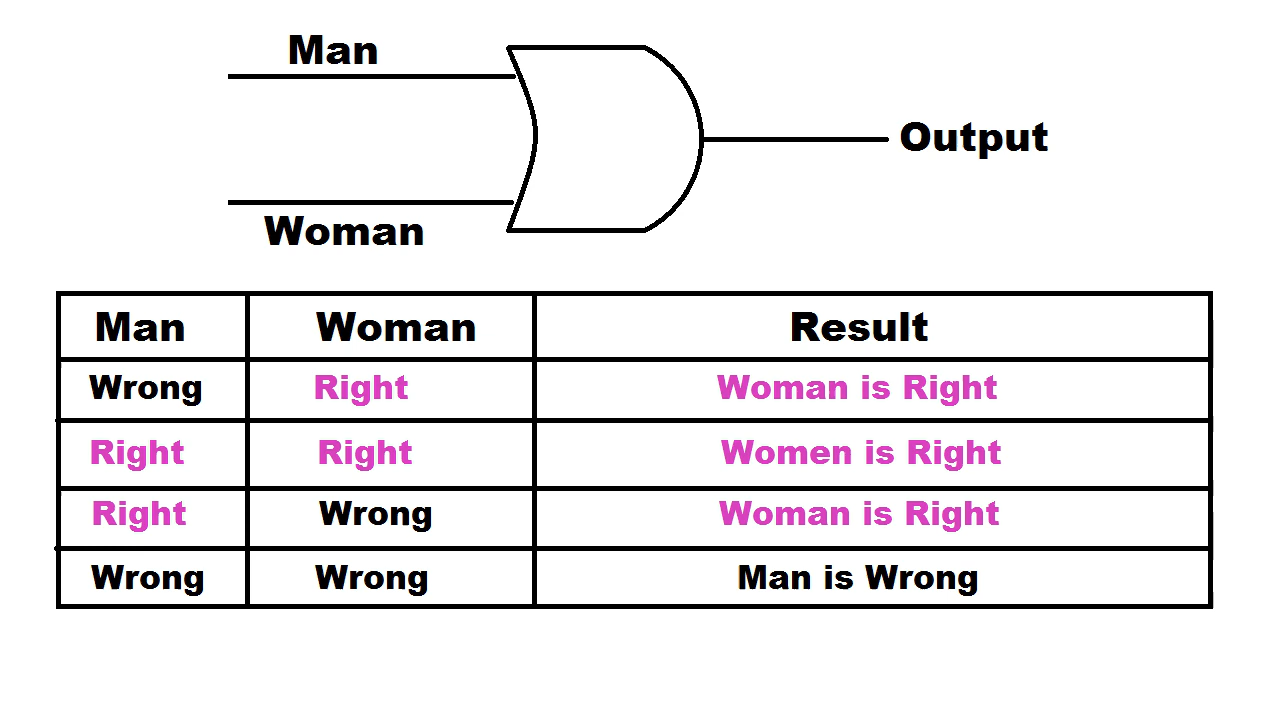 Man
Woman
Output
Man Woman Result
Wrong Right Woman is Right
Right Right Women is Right
Right Wrong Woman is Right
Wrong Wrong Man is Wrong